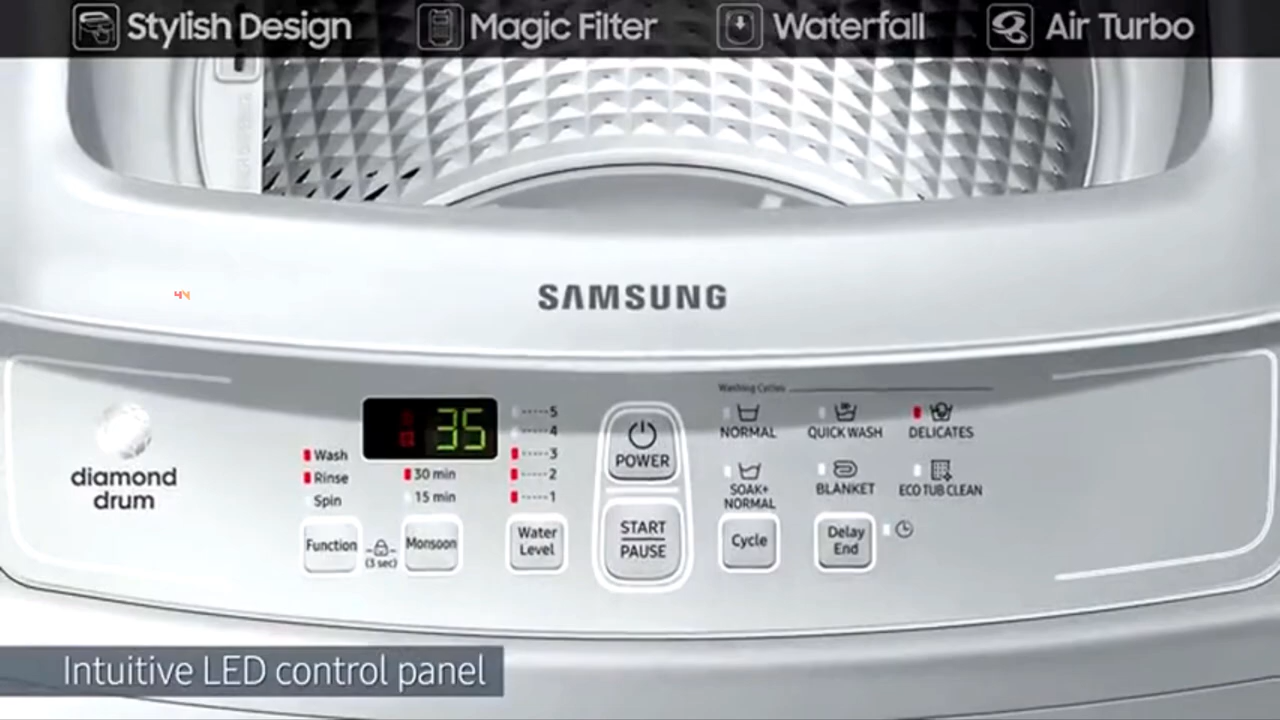 Stylish Design
Magic Filter
Waterfall
Air Turbo
SAMSUNG
diamond
drum
35
Wash
Rinse
Spin
30 min
15 min
5
4
3
2
1
Function
(3 sec)
Monsoon
Water
Level
POWER
START
PAUSE
Washing Cycles
NORMAL
QUICK WASH
DELICATES
SOAK+
NORMAL
BLANKET
ECO TUB CLEAN
Cycle
Delay
End
Intuitive LED control panel